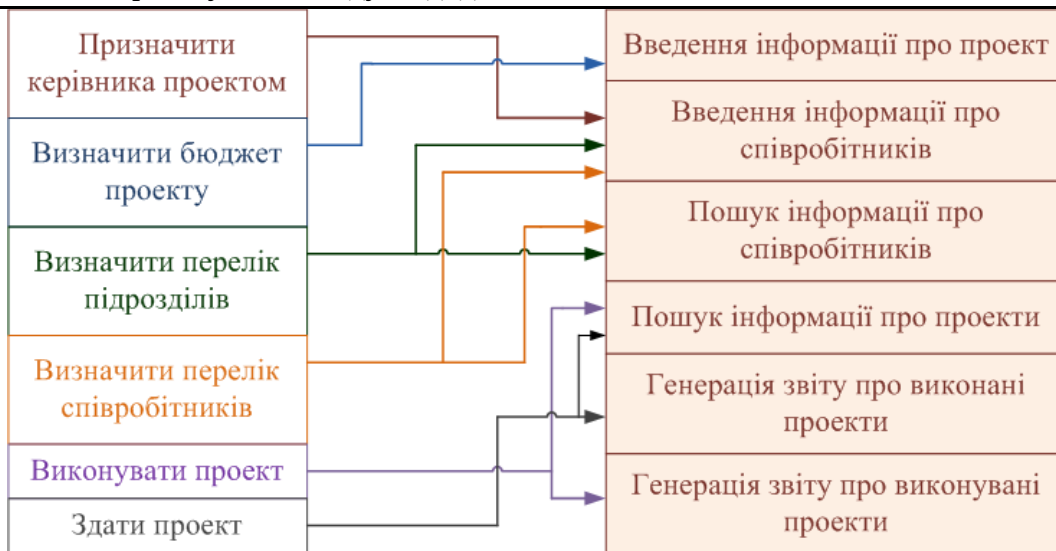 Призначити
керівника проектом
Визначити бюджет
проекту
Визначити перелік
підрозділів
Визначити перелік
співробітників
Виконувати проект
Здати проект
Введення інформації про проект
Введення інформації про
співробітників
Пошук інформації про
співробітників
Пошук інформації про проекти
Генерація звіту про виконані
проекти
Генерація звіту про виконувані
проекти